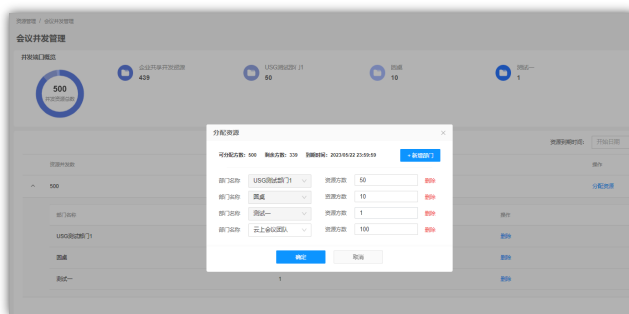 资源管理 / 会议并发管理
会议并发管理
并发端口概览
500
并发资源总数
企业共享并发资源
439
USG测试部门1
50
圆桌
10
测试一
1
资源到期时间: 开始日期
资源并发数 操作
500 分配资源
部门名称 操作
USG测试部门1 删除
圆桌 删除
测试一 1 删除
分配资源
可分配方数: 500 剩余方数: 339 到期时间: 2023/06/22 23:59:59 + 新增部门
部门名称 USG测试部门1 资源方数 50 删除
部门名称 圆桌 资源方数 10 删除
部门名称 测试一 资源方数 1 删除
部门名称 云上会议团队 资源方数 100 删除
确定 取消